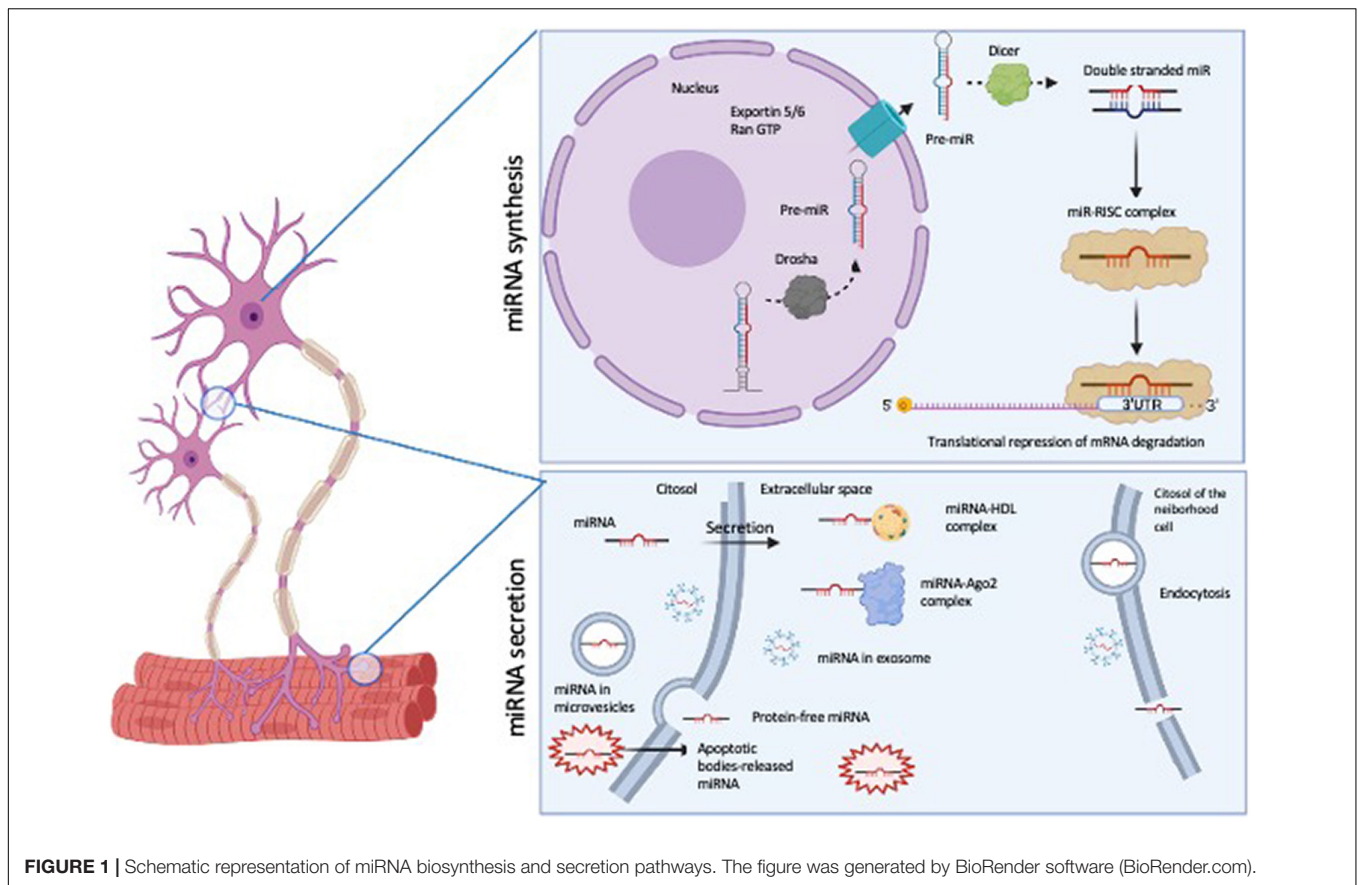 miRNA synthesis
Nucleus
Exportin 5/6
Ran GTP
Pre-miR
Drosha
Pre-miR
Dicer
Double stranded miR
miR-RISC complex
5'
3'UTR
3'
Translational repression of mRNA degradation
miRNA secretion
Citosol
Extracellular space
miRNA
Secretion
miRNA-HDL
complex
miRNA-Ago2
complex
miRNA in exosome
miRNA in
microvesicles
Protein-free miRNA
Apoptotic
bodies-released
miRNA
Citosol of the
neiborhood
cell
Endocytosis
FIGURE 1 | Schematic representation of miRNA biosynthesis and secretion pathways. The figure was generated by BioRender software (BioRender.com).